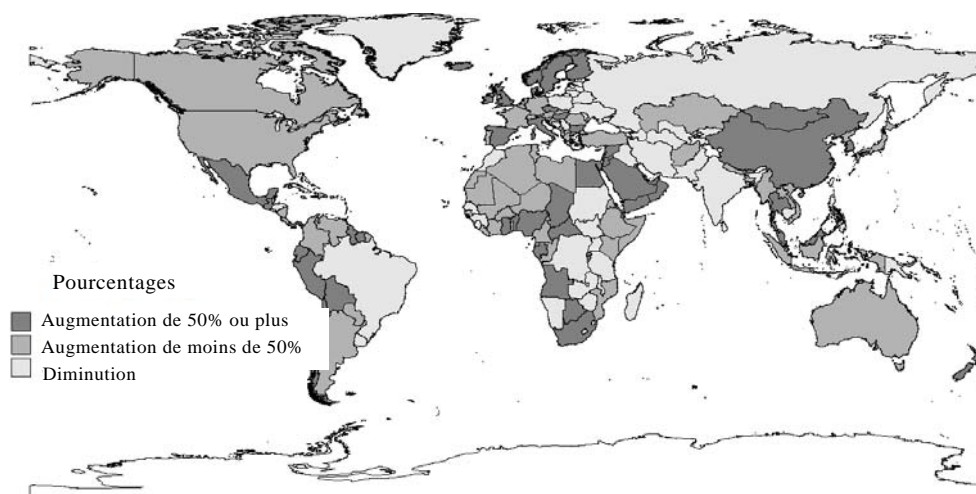 Pourcentages
Augmentation de 50% ou plus
Augmentation de moins de 50%
Diminution